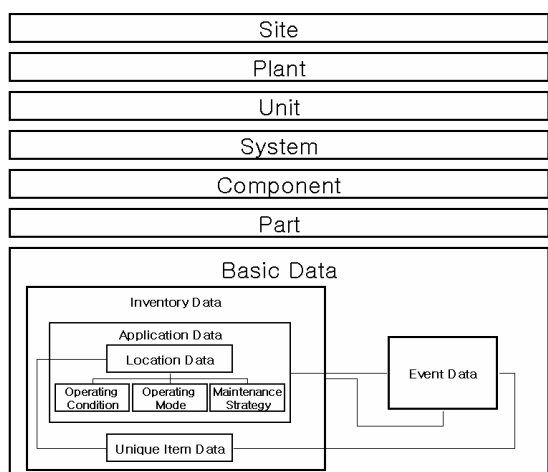 Site
Plant
Unit
System
Component
Part
Basic Data
Inventory Data
Application Data
Location Data
Operating
Condition
Operating
Mode
Maintenance
Strategy
Event Data
Unique Item Data